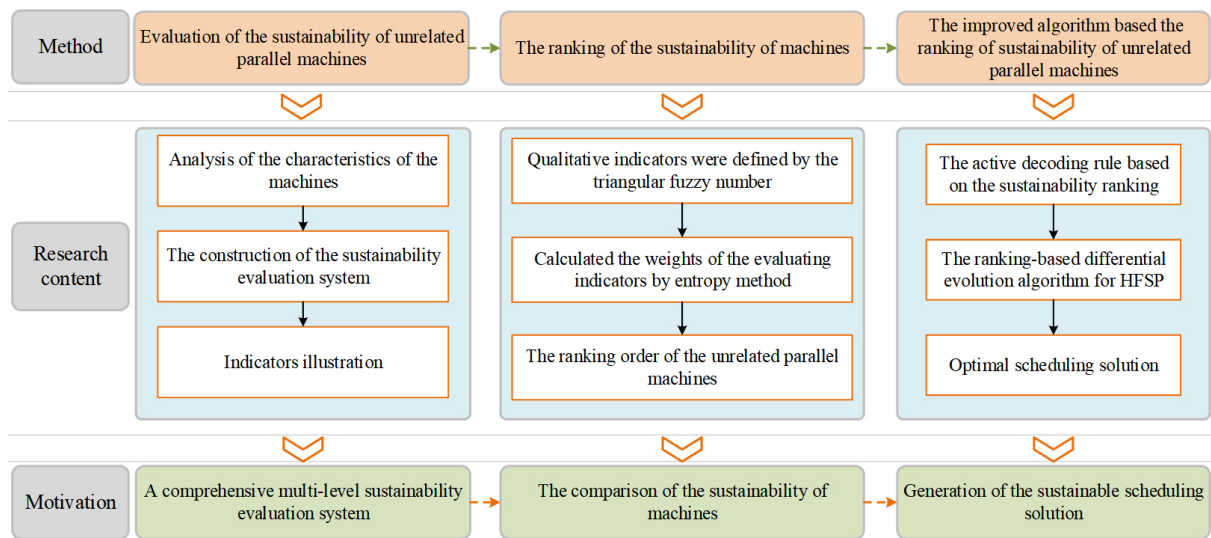 Method
Evaluation of the sustainability of unrelated
parallel machines
The ranking of the sustainability of machines
The improved algorithm based the
ranking of sustainability of unrelated
parallel machines
Research
content
Analysis of the characteristics of the
machines
The construction of the sustainability
evaluation system
Indicators illustration
Qualitative indicators were defined by the
triangular fuzzy number
Calculated the weights of the evaluating
indicators by entropy method
The ranking order of the unrelated parallel
machines
The active decoding rule based
on the sustainability ranking
The ranking-based differential
evolution algorithm for HFSP
Optimal scheduling solution
Motivation
A comprehensive multi-level sustainability
evaluation system
The comparison of the sustainability of
machines
Generation of the sustainable scheduling
solution